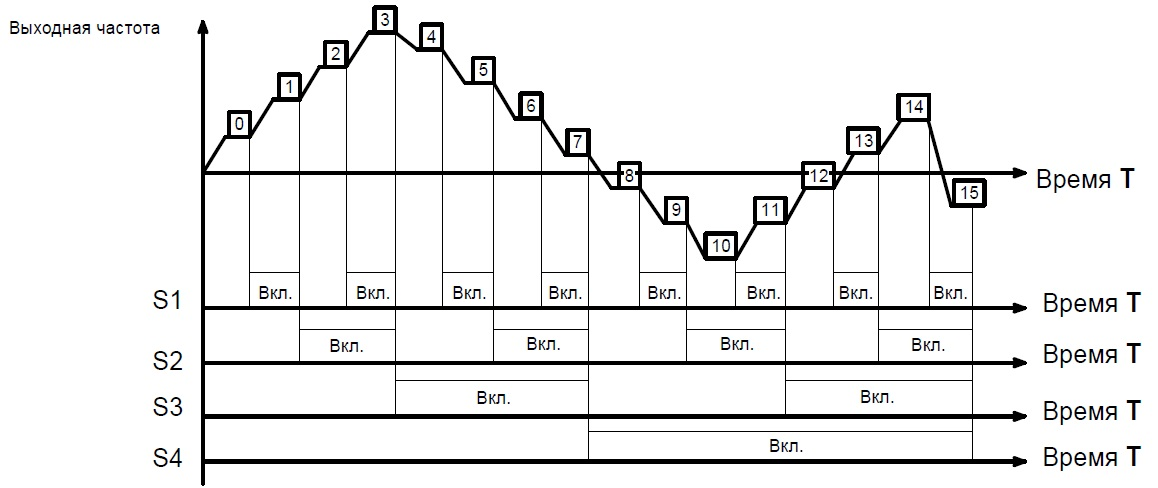 Выходная частота
3
4
2
5
1
6
14
0
13
7
Время T
8
12
15
9
11
10
S1
Вкл.
Вкл.
Вкл.
Вкл.
Вкл.
Вкл.
Вкл.
Вкл.
Время T
S2
Вкл.
Вкл.
Вкл.
Вкл.
Время T
S3
Вкл.
Вкл.
Время T
S4
Вкл.
Время T